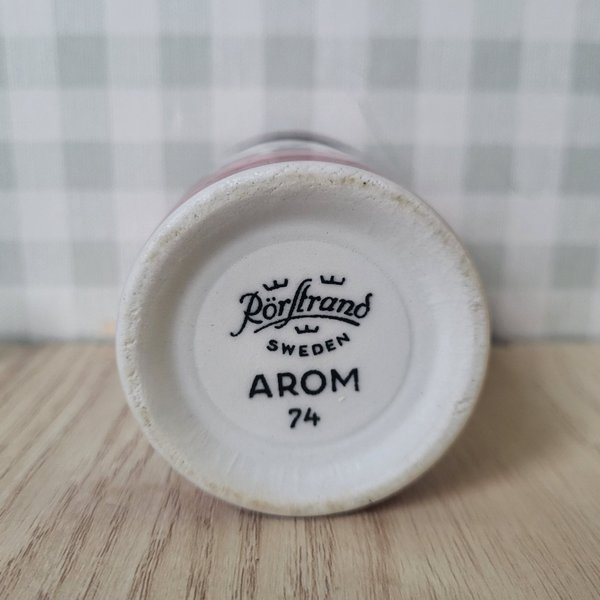 Rörstrand
SWEDEN
AROM
74